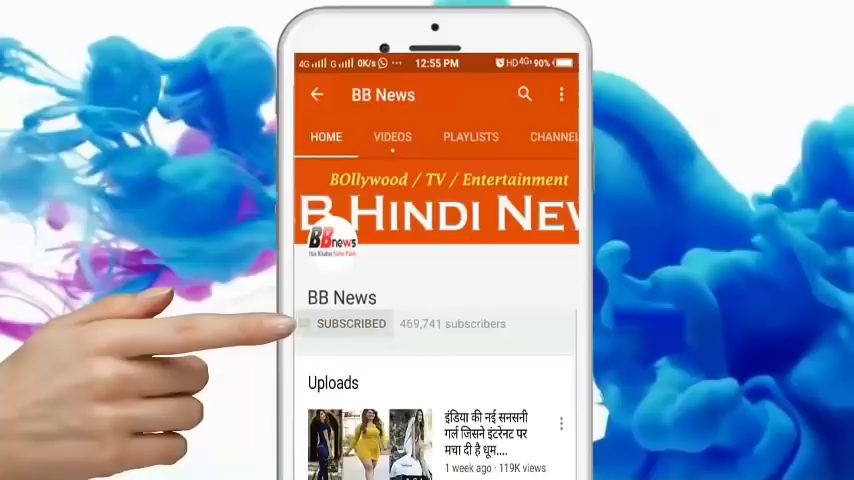 4G G 0K/s 12:55 PM HD 4G+ 90%
BB News
HOME VIDEOS PLAYLISTS CHANNEL
BOllywood / TV / Entertainment
B HINDI NEW
BBnews
BB News
SUBSCRIBED 469,741 subscribers
Uploads
इंडिया की नई सनसनी
गर्ल जिसने इंटरनेट पर
मचा दी है धूम....
1 week ago · 119K views